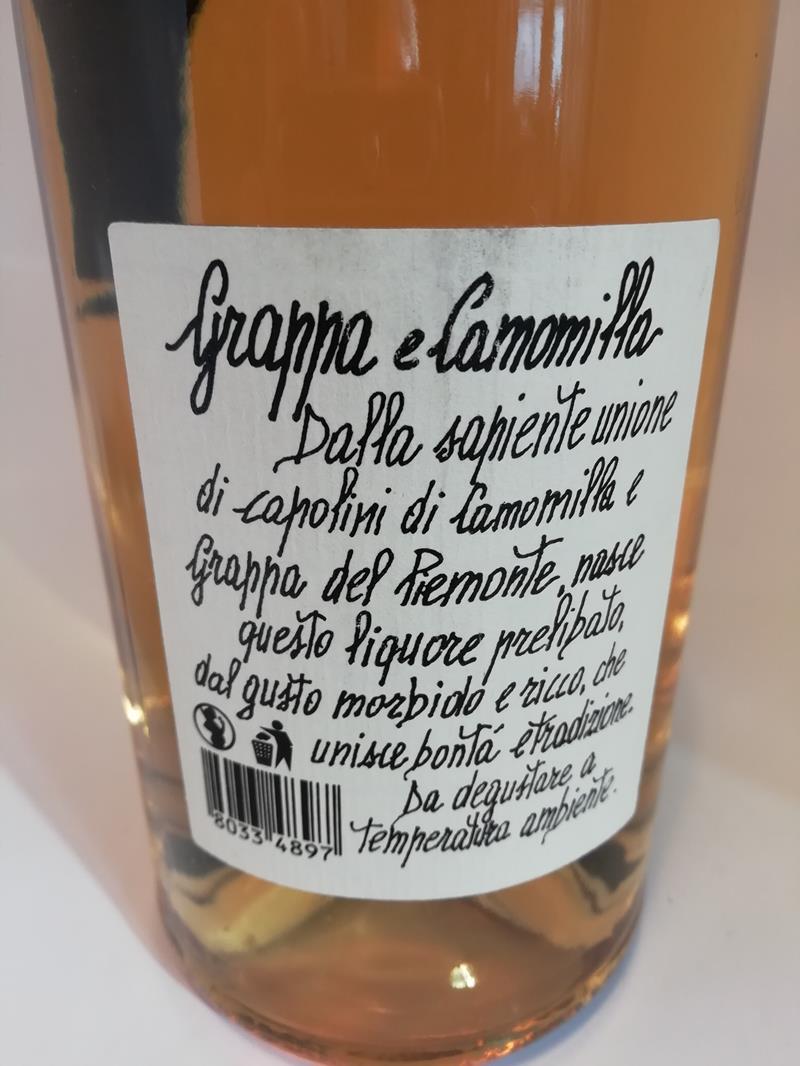 Grappa e Camomilla
Dalla sapiente unione
di capolini di Camomilla e
Grappa del Piemonte, nasce
questo liquore prelibato,
dal gusto morbido e ricco, che
unisce bontá e tradizione.
Da degustare a
temperatura ambiente.
8033 4897